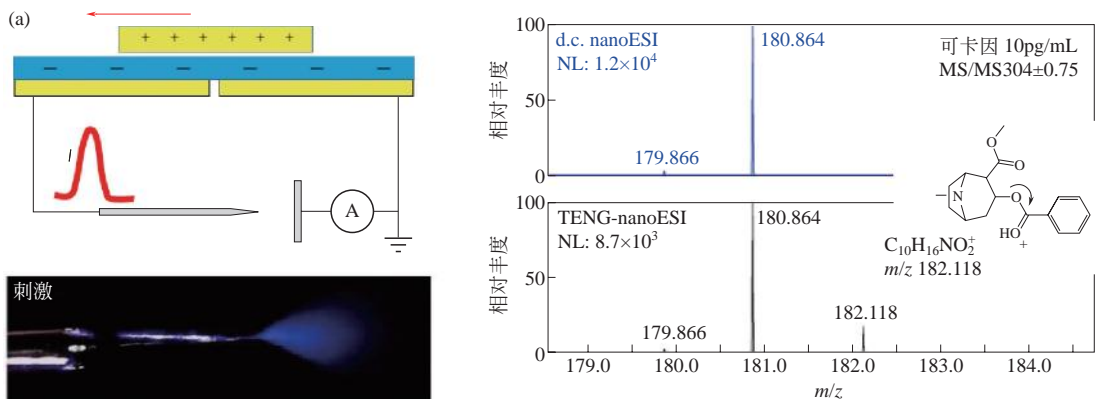 (a)
+ + + + + +
− − − − − − −
I
A
刺激
d.c. nanoESI
NL: 1.2×10⁴
180.864
179.866
可卡因 10pg/mL
MS/MS304±0.75
相对丰度
100
50
0
TENG-nanoESI
NL: 8.7×10³
180.864
179.866
182.118
相对丰度
100
50
0
O
O
N
O
HO
+
C₁₀H₁₆NO₂⁺
m/z 182.118
179.0 180.0 181.0 182.0 183.0 184.0
m/z